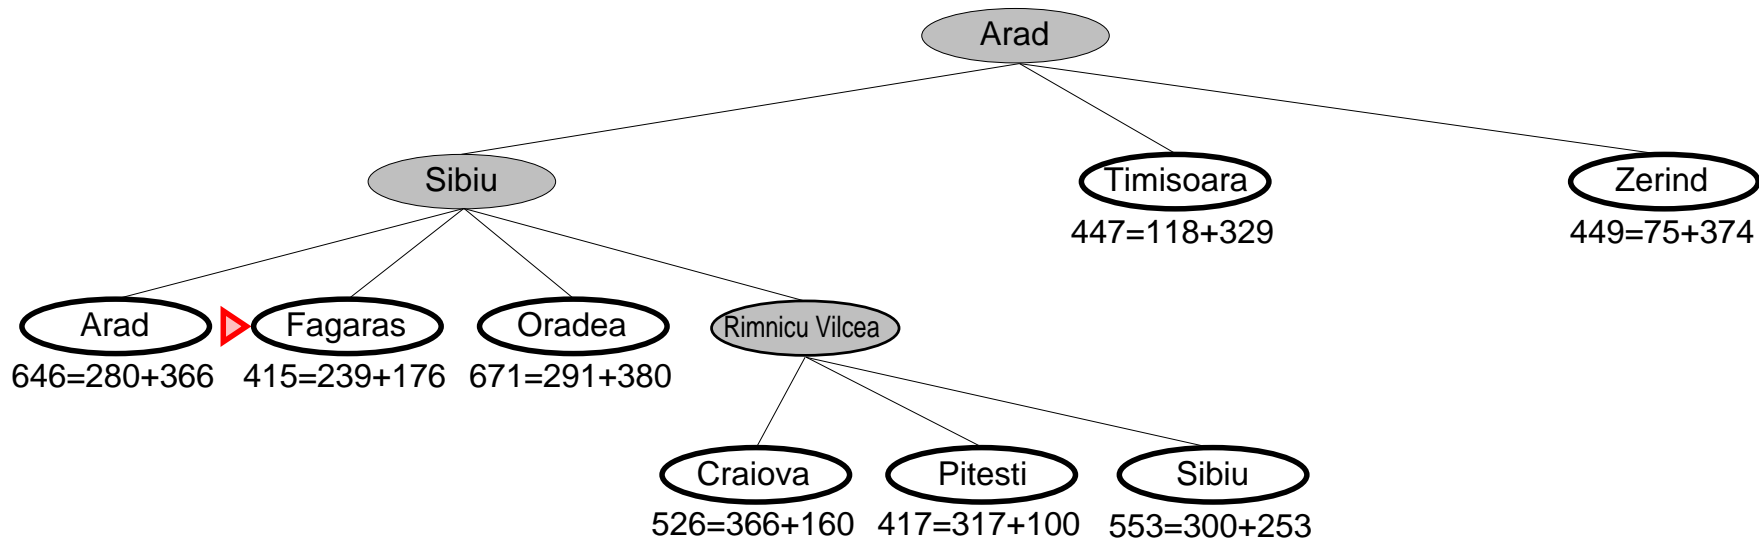 Arad
Sibiu
Timisoara
Zerind
447=118+329
449=75+374
Arad
Fagaras
Oradea
Rimnicu Vilcea
646=280+366
415=239+176
671=291+380
Craiova
Pitesti
Sibiu
526=366+160
417=317+100
553=300+253